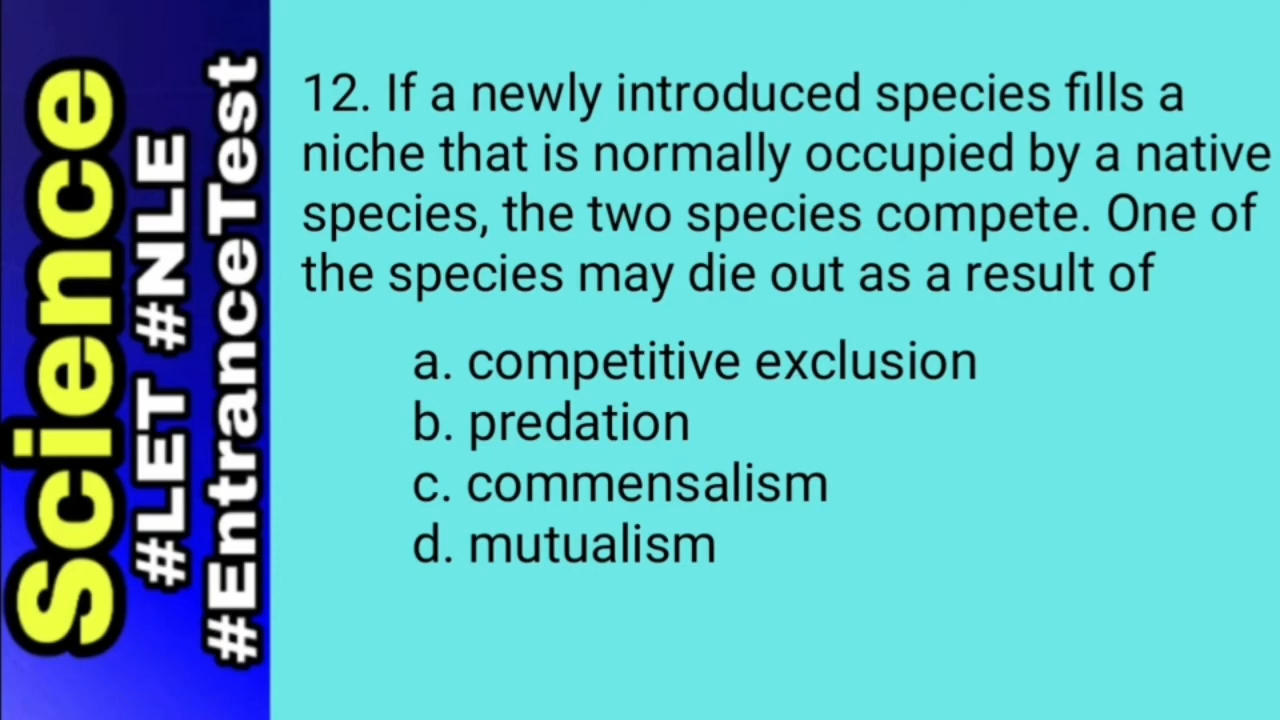 Science
#LET #NLE
#EntranceTest
12. If a newly introduced species fills a
niche that is normally occupied by a native
species, the two species compete. One of
the species may die out as a result of
a. competitive exclusion
b. predation
c. commensalism
d. mutualism